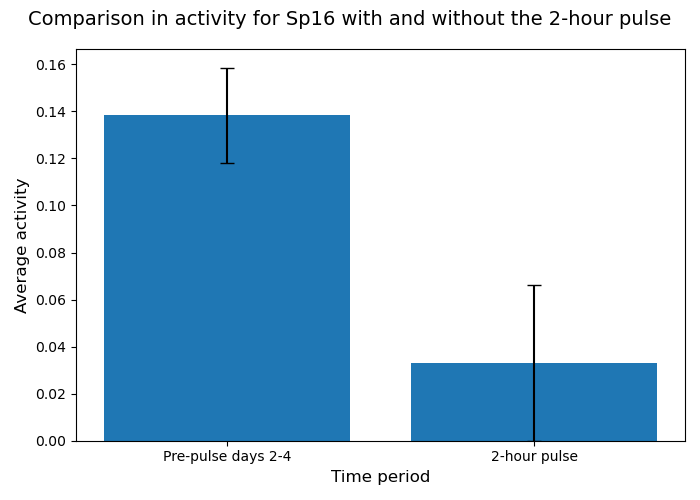 Comparison in activity for Sp16 with and without the 2-hour pulse
Average activity
0.16
0.14
0.12
0.10
0.08
0.06
0.04
0.02
0.00
Pre-pulse days 2-4
2-hour pulse
Time period